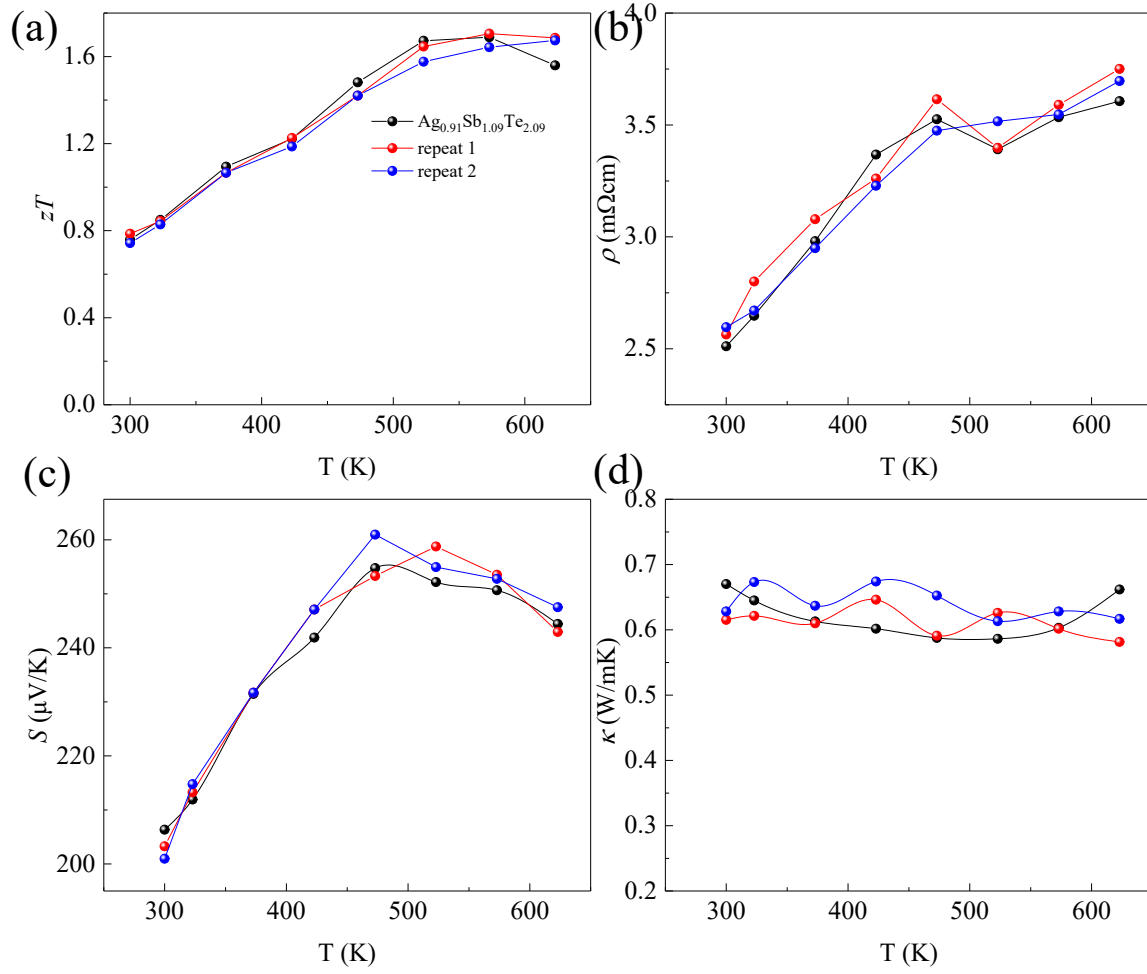 (a)
zT
1.6
1.2
0.8
0.4
0.0
300
400
500
600
T (K)
Ag0.91Sb1.09Te2.09
repeat 1
repeat 2
(b)
ρ (mΩcm)
4.0
3.5
3.0
2.5
300
400
500
600
T (K)
(c)
S (μV/K)
260
240
220
200
300
400
500
600
T (K)
(d)
κ (W/mK)
0.8
0.7
0.6
0.5
0.4
0.3
0.2
300
400
500
600
T (K)